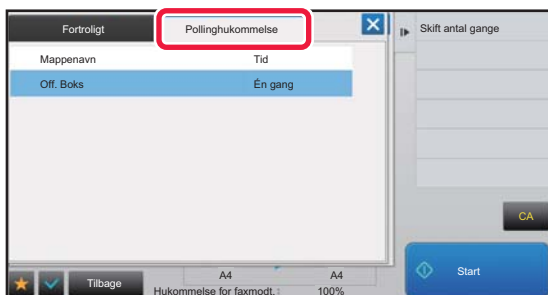 Fortroligt
Pollinghukommelse
Skift antal gange
Mappenavn Tid
Off. Boks Én gang
CA
Tilbage
A4 A4
Start
Hukommelse for faxmodt. : 100%